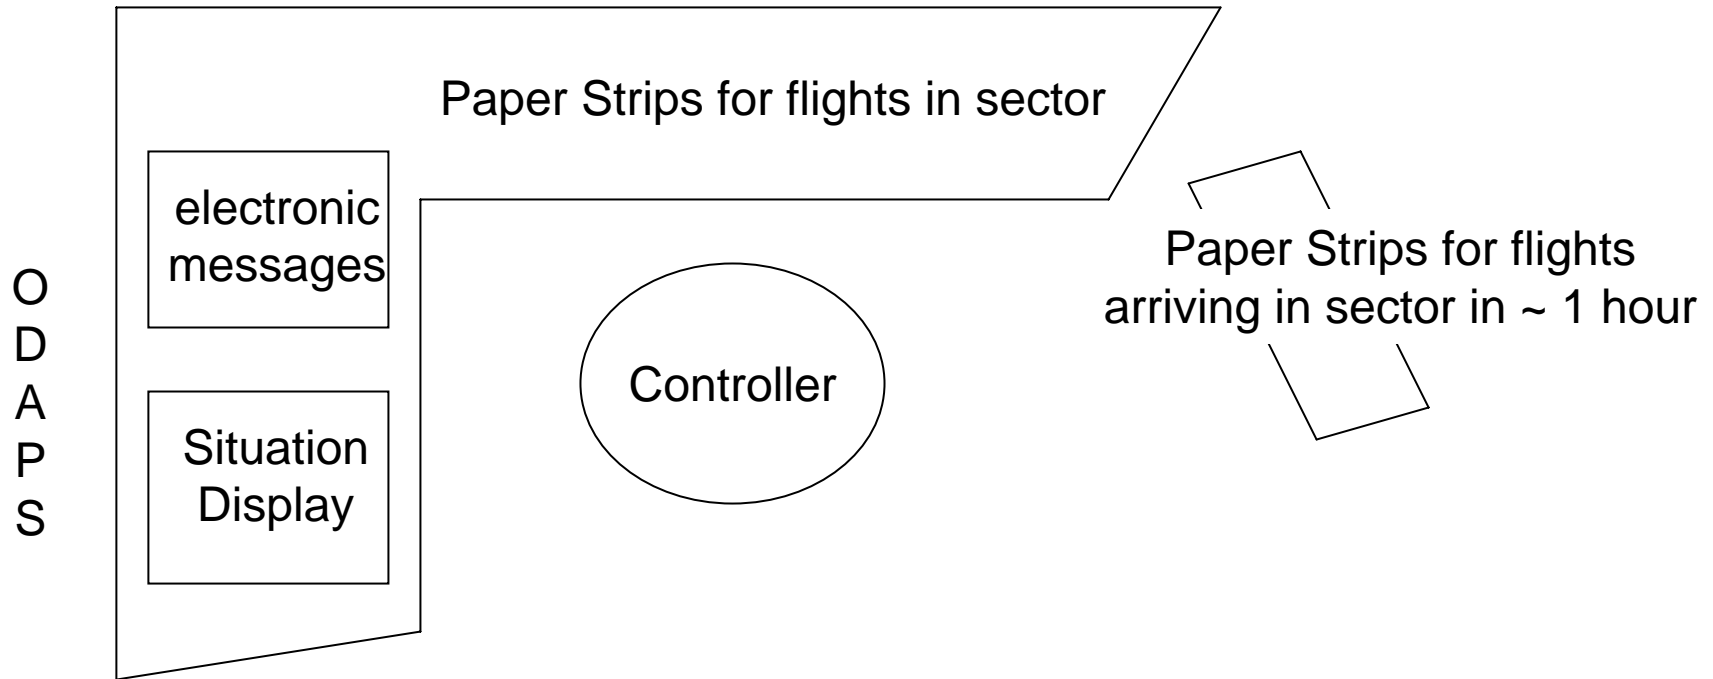 Paper Strips for flights in sector
electronic
messages
Paper Strips for flights
arriving in sector in ~ 1 hour
O
D
A
P
S
Controller
Situation
Display